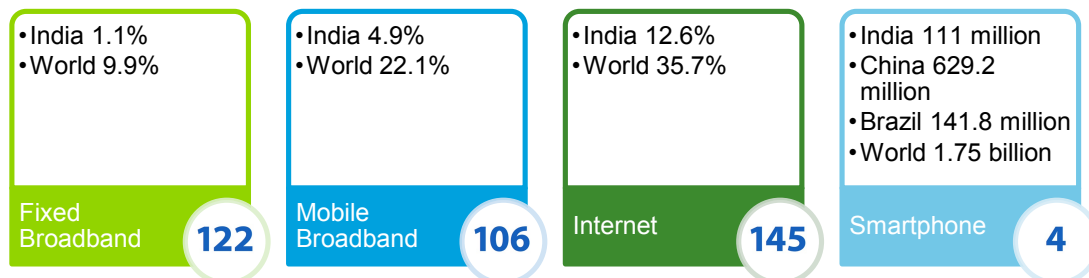 •India 1.1%
•World 9.9%
Fixed
Broadband
122
•India 4.9%
•World 22.1%
Mobile
Broadband
106
•India 12.6%
•World 35.7%
Internet
145
•India 111 million
•China 629.2
million
•Brazil 141.8 million
•World 1.75 billion
Smartphone
4